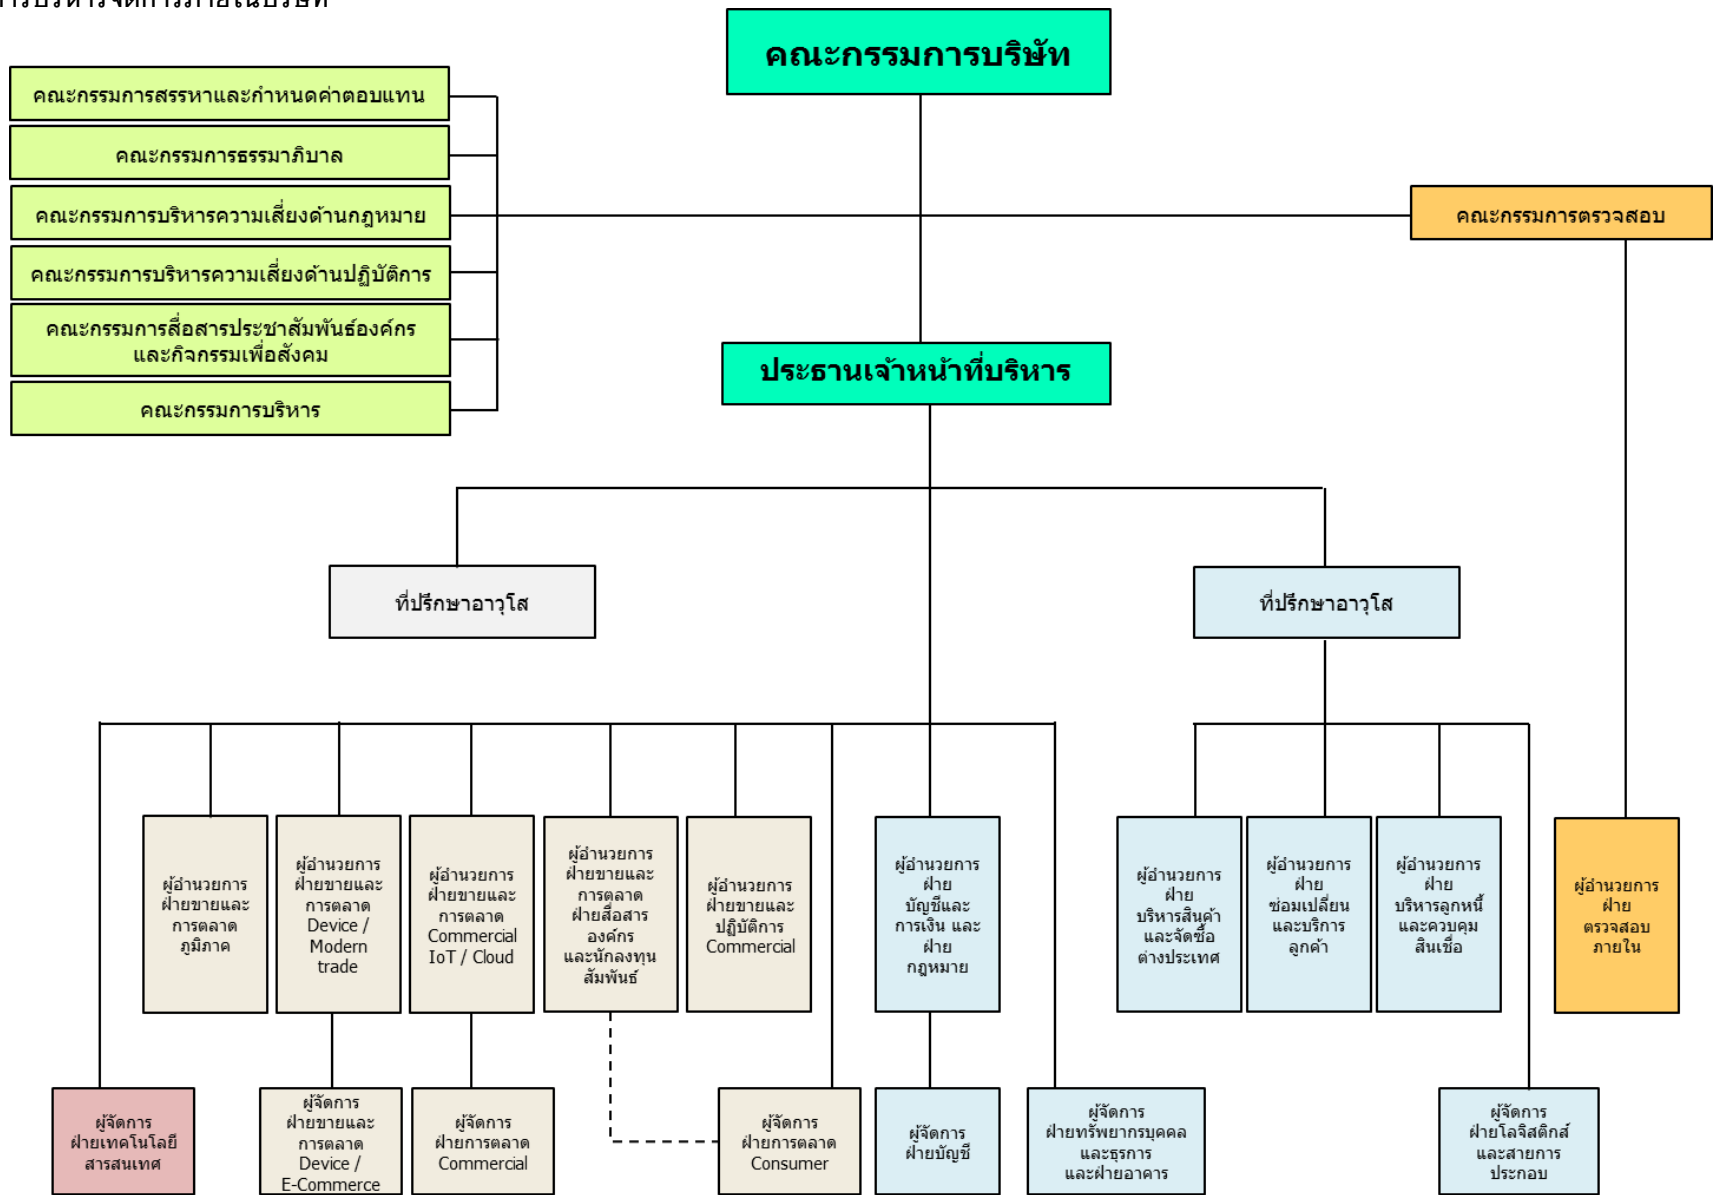 การบริหารจัดการภายในบริษัท
คณะกรรมการบริษัท
คณะกรรมการสรรหาและกำหนดค่าตอบแทน
คณะกรรมการธรรมาภิบาล
คณะกรรมการบริหารความเสี่ยงด้านกฎหมาย
คณะกรรมการตรวจสอบ
คณะกรรมการบริหารความเสี่ยงด้านปฏิบัติการ
คณะกรรมการสื่อสารประชาสัมพันธ์องค์กร
และกิจกรรมเพื่อสังคม
คณะกรรมการบริหาร
ประธานเจ้าหน้าที่บริหาร
ที่ปรึกษาอาวุโส
ที่ปรึกษาอาวุโส
ผู้อำนวยการ
ฝ่ายขายและ
การตลาด
ภูมิภาค
ผู้อำนวยการ
ฝ่ายขายและ
การตลาด
Device /
Modern
trade
ผู้อำนวยการ
ฝ่ายขายและ
การตลาด
Commercial
IoT / Cloud
ผู้อำนวยการ
ฝ่ายขายและ
การตลาด
ฝ่ายสื่อสาร
องค์กร
และนักลงทุน
สัมพันธ์
ผู้อำนวยการ
ฝ่ายขายและ
ปฏิบัติการ
Commercial
ผู้อำนวยการ
ฝ่าย
บัญชีและ
การเงิน และ
ฝ่าย
กฎหมาย
ผู้อำนวยการ
ฝ่าย
บริหารสินค้า
และจัดซื้อ
ต่างประเทศ
ผู้อำนวยการ
ฝ่าย
ซ่อมเปลี่ยน
และบริการ
ลูกค้า
ผู้อำนวยการ
ฝ่าย
บริหารลูกหนี้
และควบคุม
สินเชื่อ
ผู้อำนวยการ
ฝ่าย
ตรวจสอบ
ภายใน
ผู้จัดการ
ฝ่ายเทคโนโลยี
สารสนเทศ
ผู้จัดการ
ฝ่ายขายและ
การตลาด
Device /
E-Commerce
ผู้จัดการ
ฝ่ายการตลาด
Commercial
ผู้จัดการ
ฝ่ายการตลาด
Consumer
ผู้จัดการ
ฝ่ายบัญชี
ผู้จัดการ
ฝ่ายทรัพยากรบุคคล
และธุรการ
และฝ่ายอาคาร
ผู้จัดการ
ฝ่ายโลจิสติกส์
และสายการ
ประกอบ